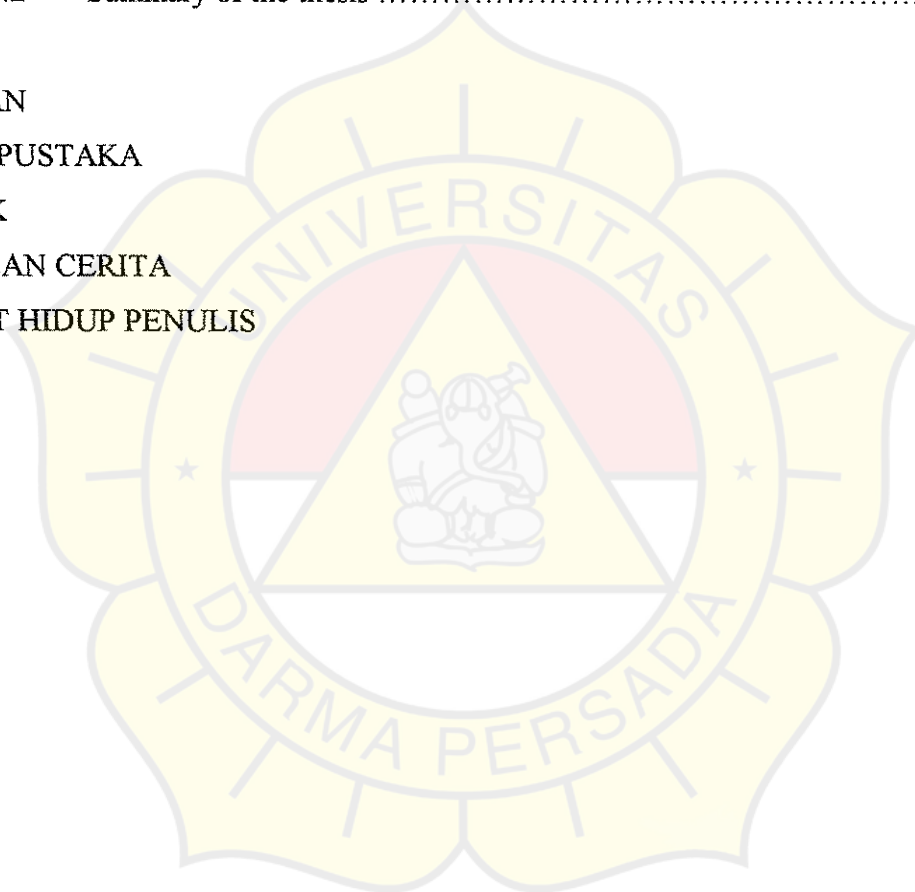 Summary of the thesis ........................................................
AN
PUSTAKA
K
AN CERITA
T HIDUP PENULIS
UNIVERSITAS
DARMA PERSADA